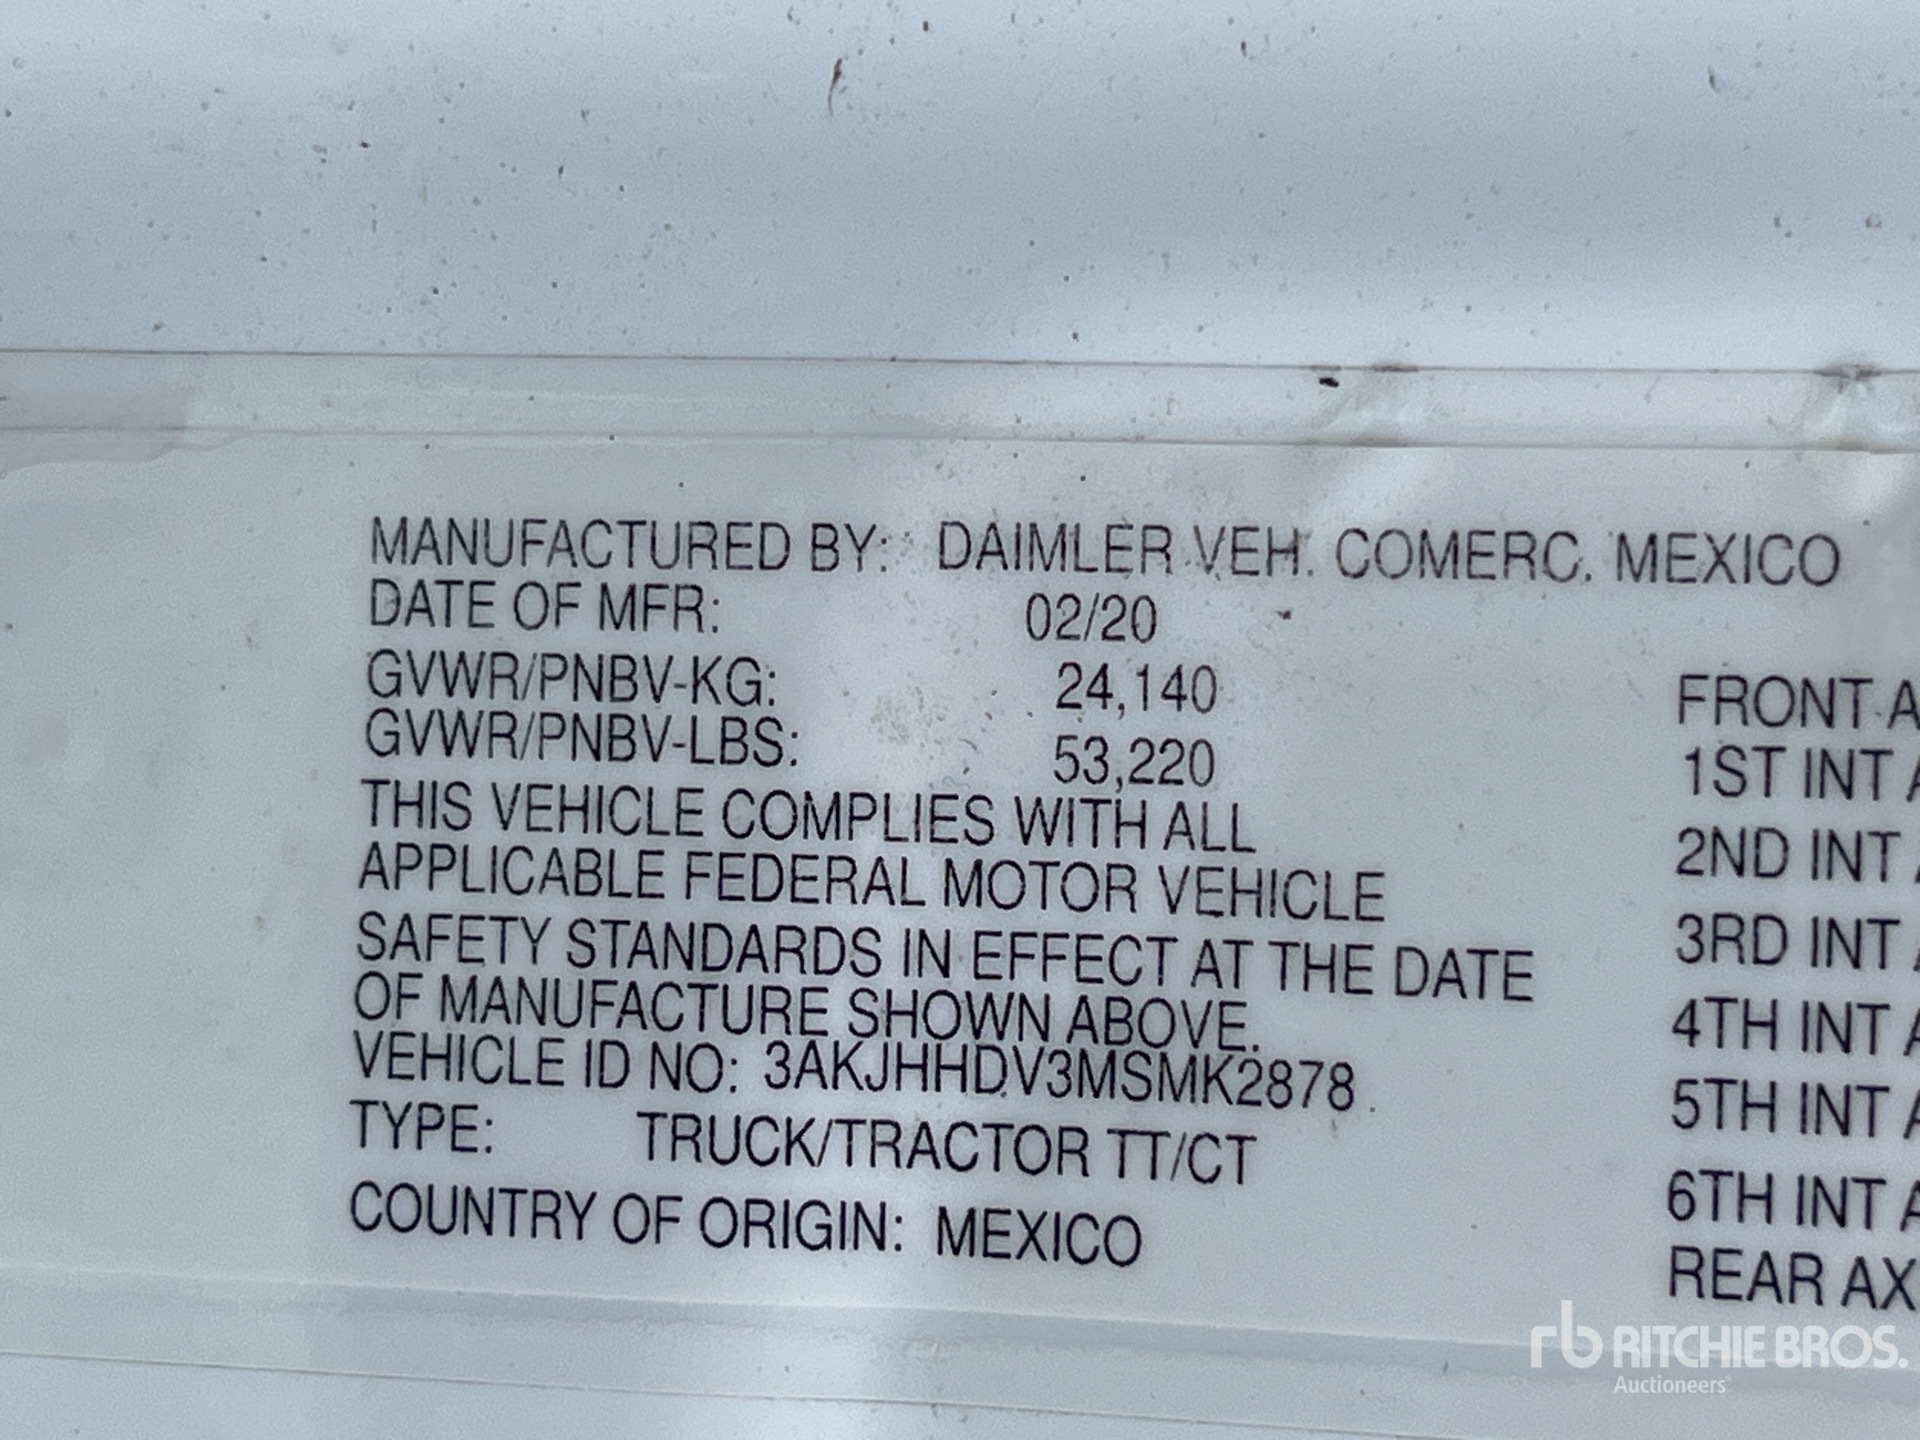 MANUFACTURED BY: DAIMLER VEH. COMERC. MEXICO
DATE OF MFR: 02/20
GVWR/PNBV-KG: 24,140
GVWR/PNBV-LBS: 53,220
THIS VEHICLE COMPLIES WITH ALL
APPLICABLE FEDERAL MOTOR VEHICLE
SAFETY STANDARDS IN EFFECT AT THE DATE
OF MANUFACTURE SHOWN ABOVE.
VEHICLE ID NO: 3AKJHHDV3MSMK2878
TYPE: TRUCK/TRACTOR TT/CT
COUNTRY OF ORIGIN: MEXICO
FRONT A
1ST INT A
2ND INT A
3RD INT A
4TH INT A
5TH INT A
6TH INT A
REAR AX
rb RITCHIE BROS.
Auctioneers